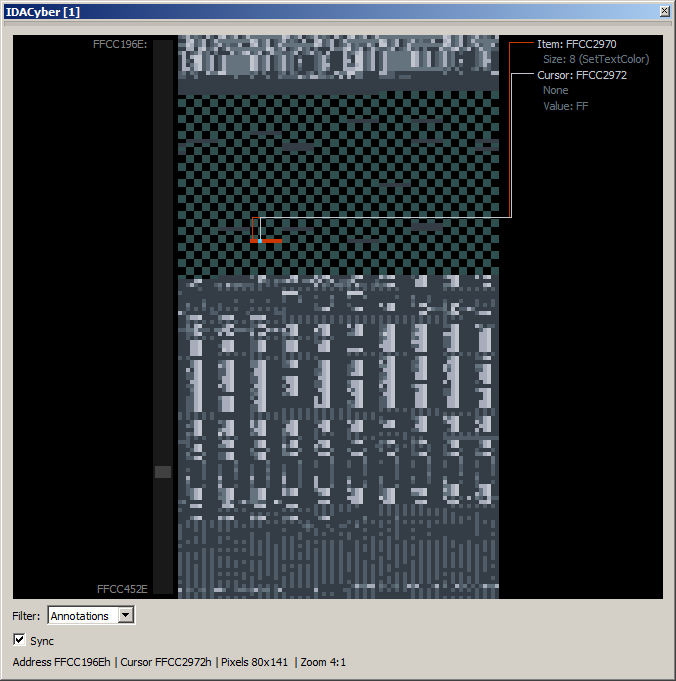 IDACyber [1]
FFCC196E:
Item: FFCC2970
Size: 8 (SetTextColor)
Cursor: FFCC2972
None
Value: FF
FFCC452E
Filter: Annotations
Sync
Address FFCC196Eh | Cursor FFCC2972h | Pixels 80x141 | Zoom 4:1